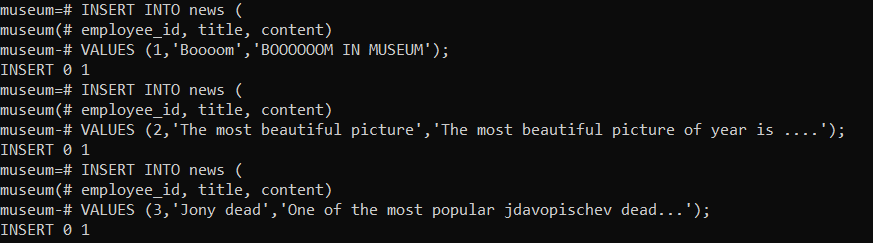 museum=# INSERT INTO news (
museum(# employee_id, title, content)
museum-# VALUES (1,'Boooom','BOOOOOOM IN MUSEUM');
INSERT 0 1
museum=# INSERT INTO news (
museum(# employee_id, title, content)
museum-# VALUES (2,'The most beautiful picture','The most beautiful picture of year is ....');
INSERT 0 1
museum=# INSERT INTO news (
museum(# employee_id, title, content)
museum-# VALUES (3,'Jony dead','One of the most popular jdavopischev dead...');
INSERT 0 1